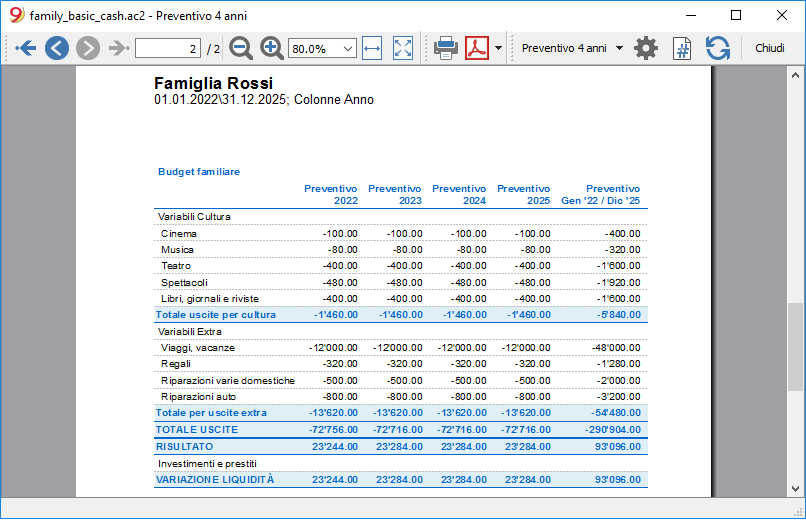 family_basic_cash.ac2 - Preventivo 4 anni
2 / 2 80.0% Preventivo 4 anni Chiudi
Famiglia Rossi
01.01.2022\31.12.2025; Colonne Anno
Budget familiare
Preventivo Preventivo Preventivo Preventivo Preventivo
2022 2023 2024 2025 Gen '22 / Dic '25
Variabili Cultura
Cinema -100.00 -100.00 -100.00 -100.00 -400.00
Musica -80.00 -80.00 -80.00 -80.00 -320.00
Teatro -400.00 -400.00 -400.00 -400.00 -1'600.00
Spettacoli -480.00 -480.00 -480.00 -480.00 -1'920.00
Libri, giornali e riviste -400.00 -400.00 -400.00 -400.00 -1'600.00
Totale uscite per cultura -1'460.00 -1'460.00 -1'460.00 -1'460.00 -5'840.00
Variabili Extra
Viaggi, vacanze -12'000.00 -12'000.00 -12'000.00 -12'000.00 -48'000.00
Regali -320.00 -320.00 -320.00 -320.00 -1'280.00
Riparazioni varie domestiche -500.00 -500.00 -500.00 -500.00 -2'000.00
Riparazioni auto -800.00 -800.00 -800.00 -800.00 -3'200.00
Totale per uscite extra -13'620.00 -13'620.00 -13'620.00 -13'620.00 -54'480.00
TOTALE USCITE -72'756.00 -72'716.00 -72'716.00 -72'716.00 -290'904.00
RISULTATO 23'244.00 23'284.00 23'284.00 23'284.00 93'096.00
Investimenti e prestiti
VARIAZIONE LIQUIDITÀ 23'244.00 23'284.00 23'284.00 23'284.00 93'096.00